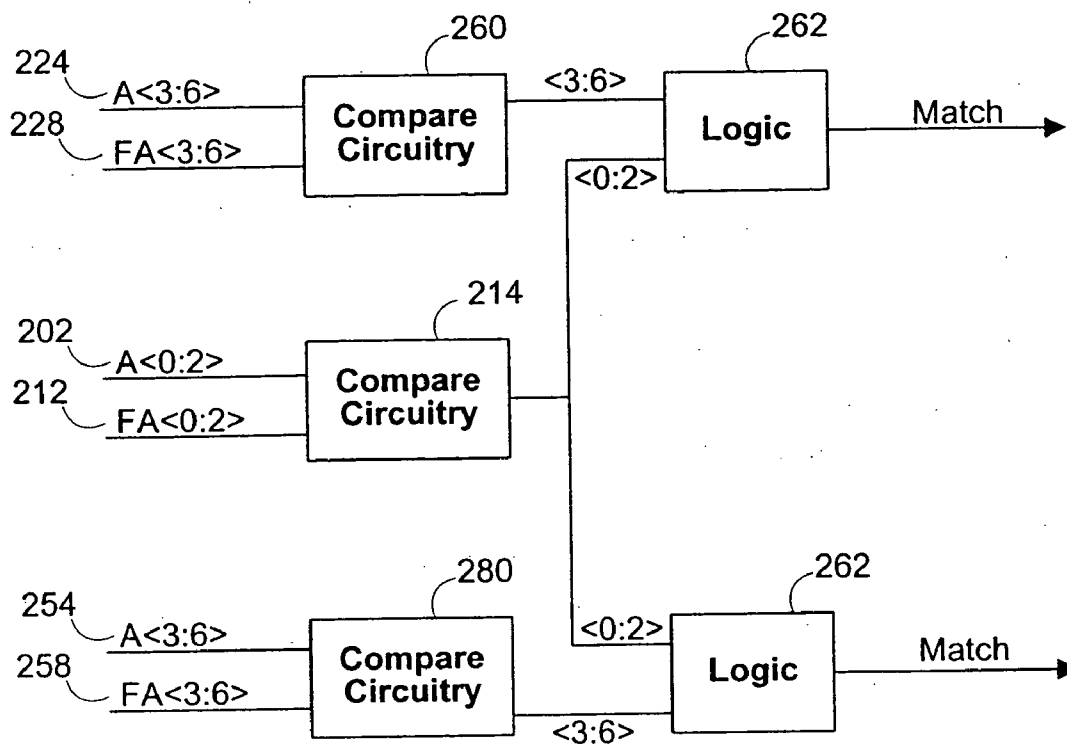 260
262
224
A<3:6>
<3:6>
Compare
Circuitry
Logic
Match
228
FA<3:6>
<0:2>
214
202
A<0:2>
Compare
Circuitry
212
FA<0:2>
280
262
254
A<3:6>
<0:2>
Compare
Circuitry
Logic
Match
258
FA<3:6>
<3:6>